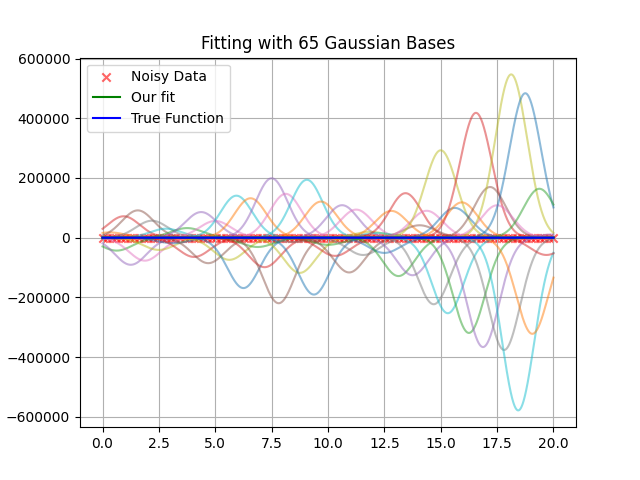 Fitting with 65 Gaussian Bases
600000
400000
200000
0
−200000
−400000
−600000
Noisy Data
Our fit
True Function
0.0 2.5 5.0 7.5 10.0 12.5 15.0 17.5 20.0